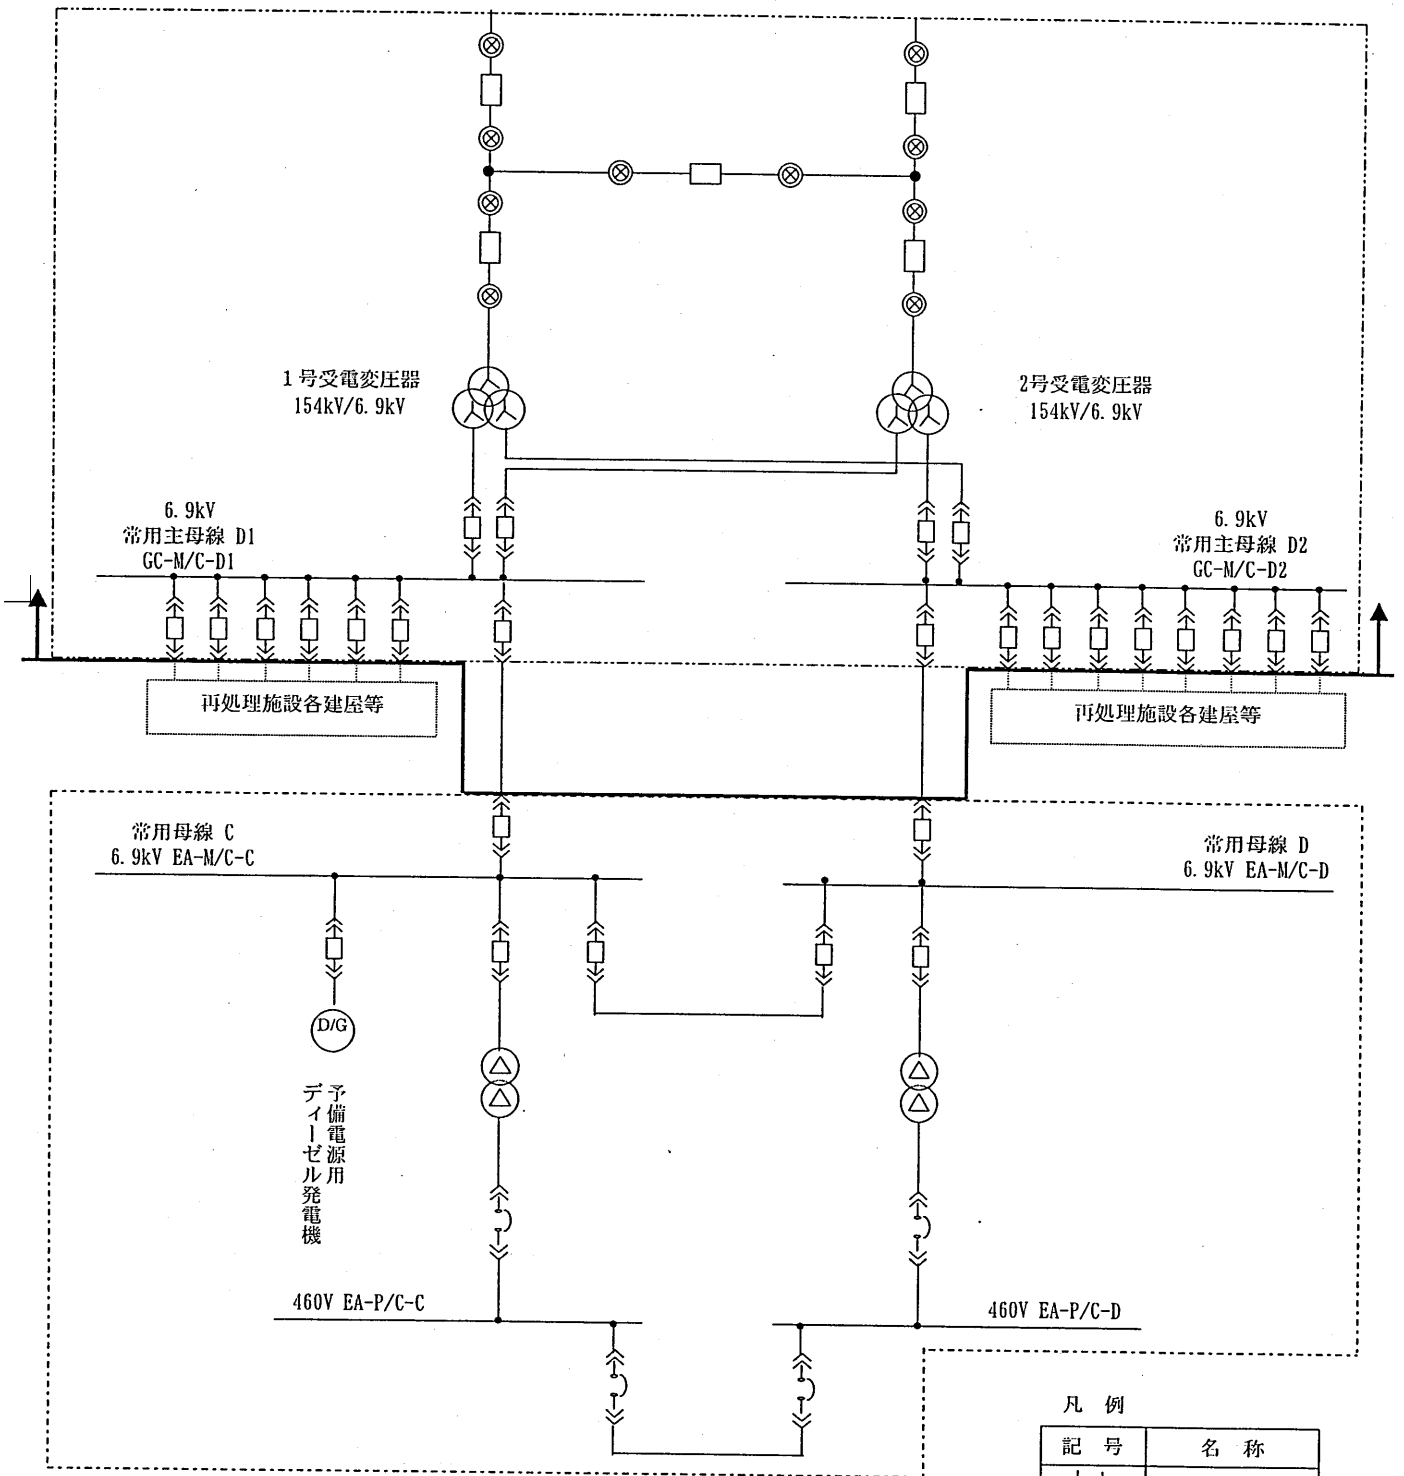 1号受電変圧器
154kV/6.9kV
2号受電変圧器
154kV/6.9kV
6.9kV
常用主母線 D1
GC-M/C-D1
6.9kV
常用主母線 D2
GC-M/C-D2
再処理施設各建屋等
再処理施設各建屋等
常用母線 C
6.9kV EA-M/C-C
常用母線 D
6.9kV EA-M/C-D
D/G
予備電源用
ディーゼル発電機
460V EA-P/C-C
460V EA-P/C-D
凡 例
記 号
名 称